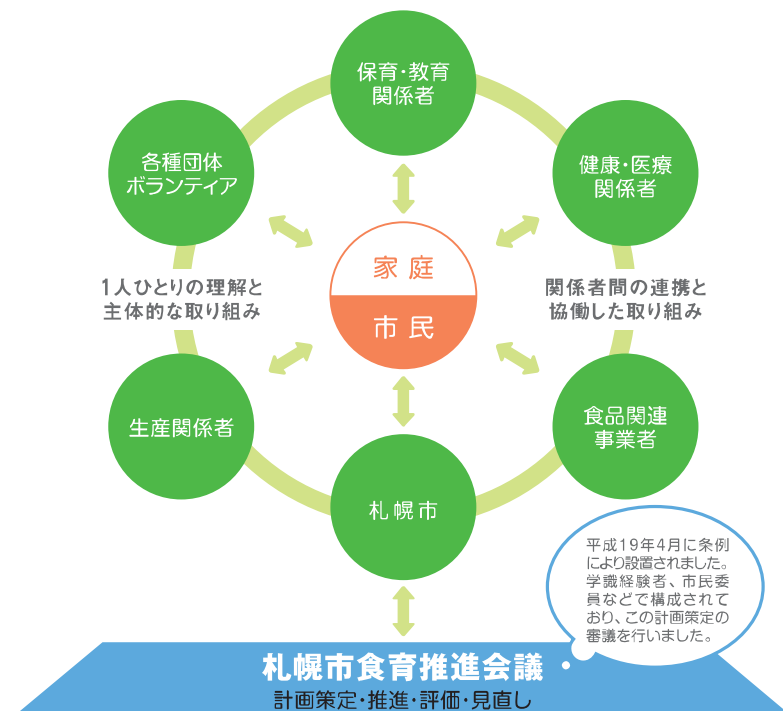 保育・教育
関係者
各種団体
ボランティア
健康・医療
関係者
家庭
市民
1人ひとりの理解と
主体的な取り組み
関係者間の連携と
協働した取り組み
生産関係者
食品関連
事業者
札幌市
平成19年4月に条例
により設置されました。
学識経験者、市民委
員などで構成されて
おり、この計画策定の
審議を行いました。
札幌市食育推進会議
計画策定・推進・評価・見直し